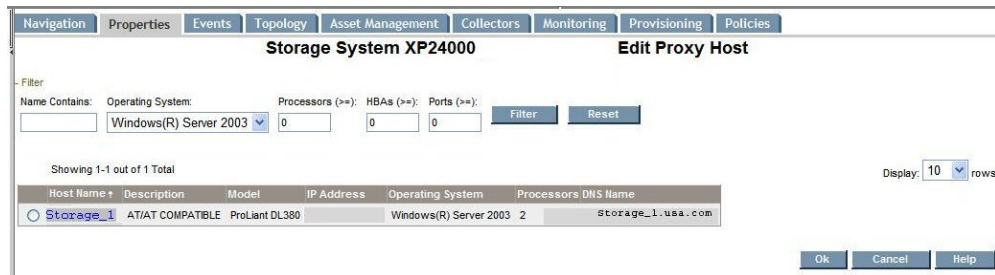 Navigation Properties Events Topology Asset Management Collectors Monitoring Provisioning Policies
Storage System XP24000 Edit Proxy Host
- Filter
Name Contains: Operating System: Processors (>=): HBAs (>=): Ports (>=):
Windows(R) Server 2003 0 0 0 Filter Reset
Showing 1-1 out of 1 Total Display: 10 rows
Host Name Description Model IP Address Operating System Processors DNS Name
Storage_1 AT/AT COMPATIBLE ProLiant DL380 Windows(R) Server 2003 2 Storage_1.usa.com
Ok Cancel Help